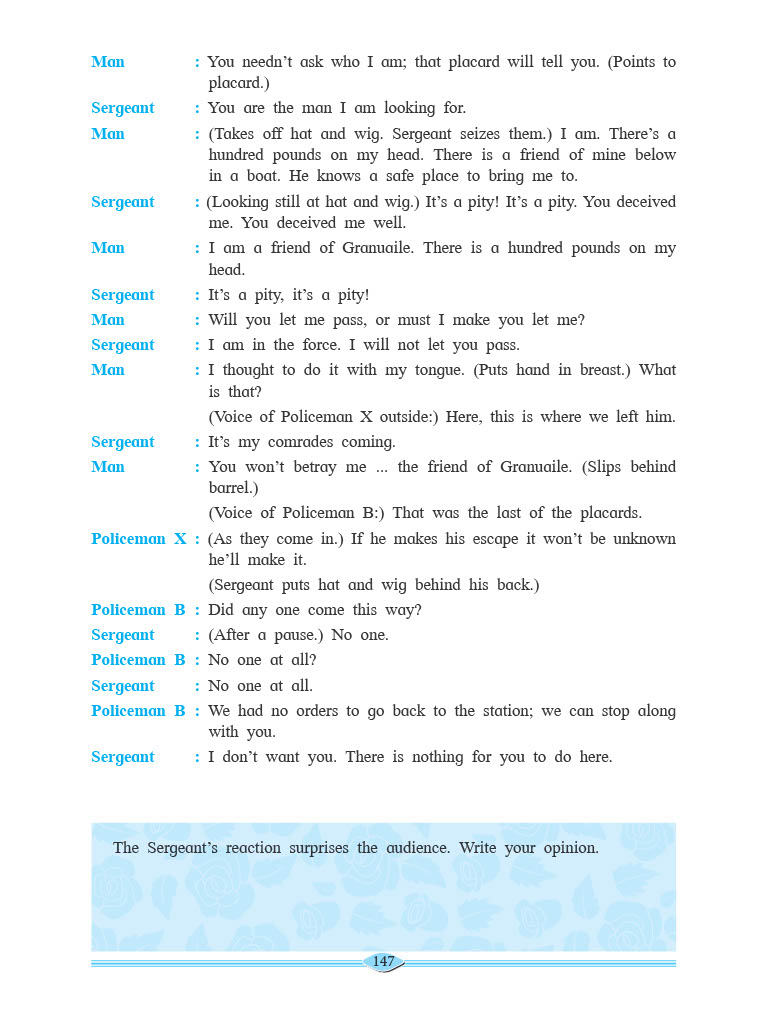 Man : You needn't ask who I am; that placard will tell you. (Points to
placard.)
Sergeant : You are the man I am looking for.
Man : (Takes off hat and wig. Sergeant seizes them.) I am. There's a
hundred pounds on my head. There is a friend of mine below
in a boat. He knows a safe place to bring me to.
Sergeant : (Looking still at hat and wig.) It's a pity! It's a pity. You deceived
me. You deceived me well.
Man : I am a friend of Granuaile. There is a hundred pounds on my
head.
Sergeant : It's a pity, it's a pity!
Man : Will you let me pass, or must I make you let me?
Sergeant : I am in the force. I will not let you pass.
Man : I thought to do it with my tongue. (Puts hand in breast.) What
is that?
(Voice of Policeman X outside:) Here, this is where we left him.
Sergeant : It's my comrades coming.
Man : You won't betray me ... the friend of Granuaile. (Slips behind
barrel.)
(Voice of Policeman B:) That was the last of the placards.
Policeman X : (As they come in.) If he makes his escape it won't be unknown
he'll make it.
(Sergeant puts hat and wig behind his back.)
Policeman B : Did any one come this way?
Sergeant : (After a pause.) No one.
Policeman B : No one at all?
Sergeant : No one at all.
Policeman B : We had no orders to go back to the station; we can stop along
with you.
Sergeant : I don't want you. There is nothing for you to do here.
The Sergeant's reaction surprises the audience. Write your opinion.
147